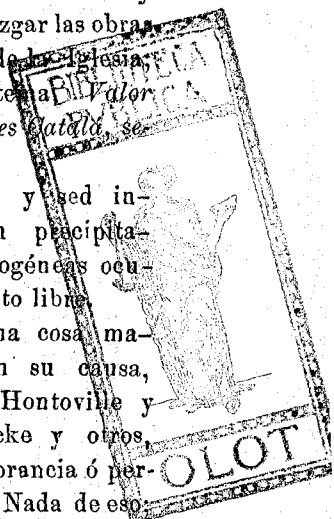 zgar las obras
de la Iglesia;
Valor
es Catalá, se-
y sed in-
n precipita-
ogéneas ocu-
to libre.
na cosa ma-
n su causa,
Hontoville y
cke y otros,
orancia ó per-
Nada de eso;
BIBLIOTECA
PUBLICA
OLOT